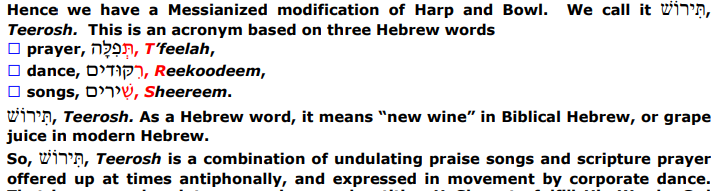 Hence we have a Messianized modification of Harp and Bowl. We call it תִּירוֹשׁ,
Teerosh. This is an acronym based on three Hebrew words
☐ prayer, תְּפִלָּה, T’feelah,
☐ dance, רִקּוּדִים, Reekoodeem,
☐ songs, שִׁירִים, Sheereem.
תִּירוֹשׁ, Teerosh. As a Hebrew word, it means “new wine” in Biblical Hebrew, or grape
juice in modern Hebrew.
So, תִּירוֹשׁ, Teerosh is a combination of undulating praise songs and scripture prayer
offered up at times antiphonally, and expressed in movement by corporate dance.